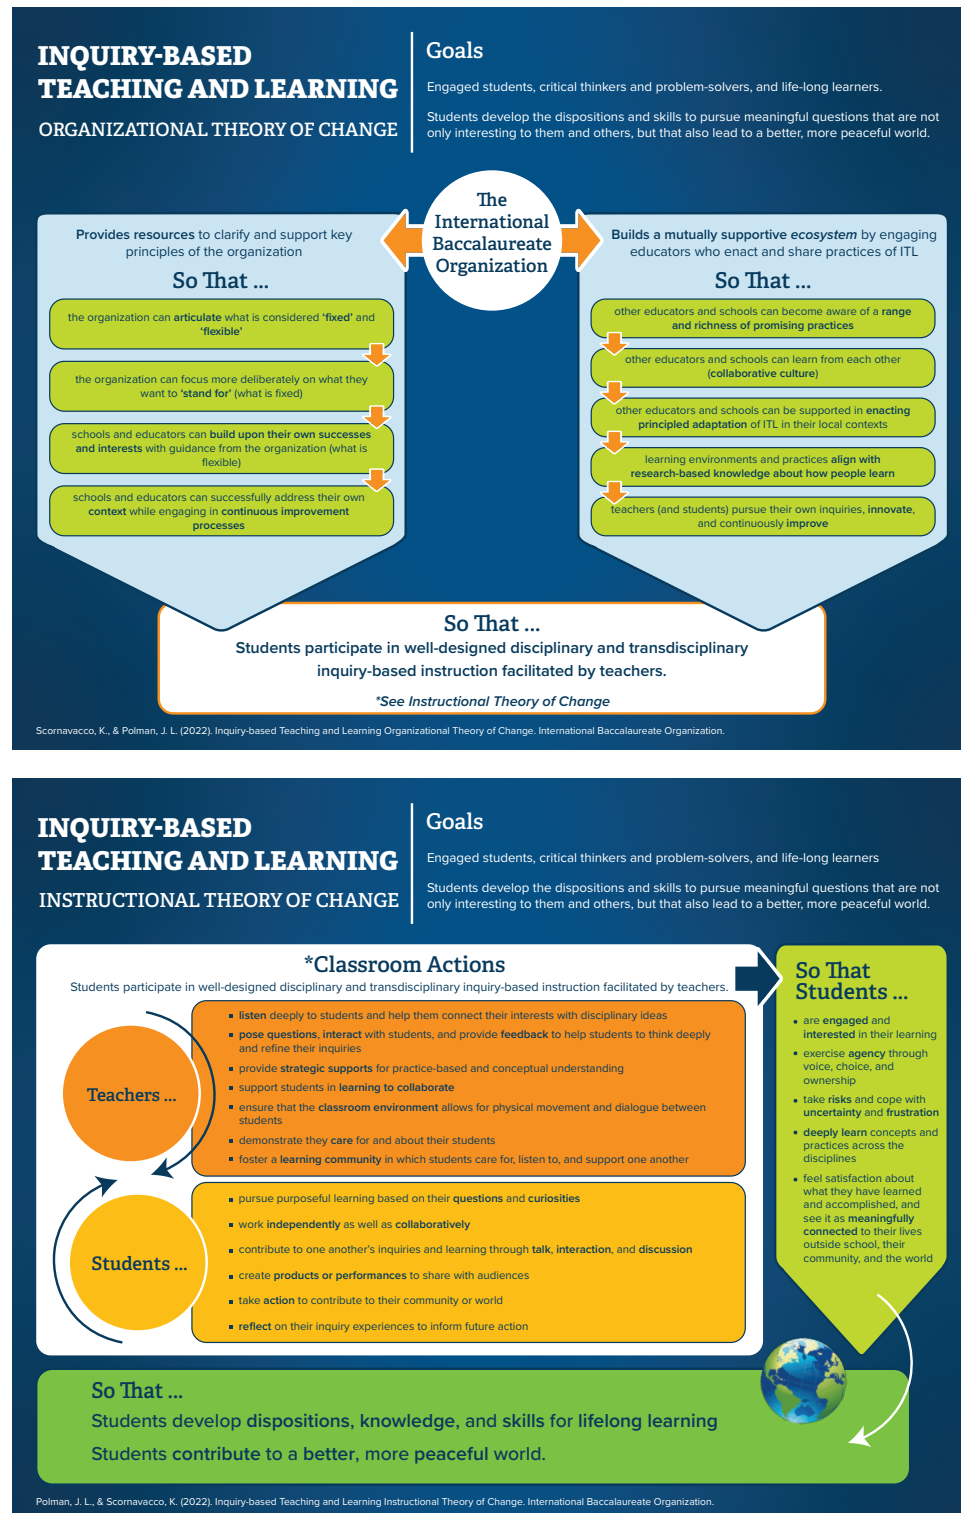 INQUIRY-BASED
TEACHING AND LEARNING
ORGANIZATIONAL THEORY OF CHANGE
Goals
Engaged students, critical thinkers and problem-solvers, and life-long learners.
Students develop the dispositions and skills to pursue meaningful questions that are not
only interesting to them and others, but that also lead to a better, more peaceful world.
The
International
Baccalaureate
Organization
Provides resources to clarify and support key
principles of the organization
So That ...
the organization can articulate what is considered ‘fixed’ and
‘flexible’
the organization can focus more deliberately on what they
want to ‘stand for’ (what is fixed)
schools and educators can build upon their own successes
and interests with guidance from the organization (what is
flexible)
schools and educators can successfully address their own
context while engaging in continuous improvement
processes
Builds a mutually supportive ecosystem by engaging
educators who enact and share practices of ITL
So That ...
other educators and schools can become aware of a range
and richness of promising practices
other educators and schools can learn from each other
(collaborative culture)
other educators and schools can be supported in enacting
principled adaptation of ITL in their local contexts
learning environments and practices align with
research-based knowledge about how people learn
teachers (and students) pursue their own inquiries, innovate,
and continuously improve
So That ...
Students participate in well-designed disciplinary and transdisciplinary
inquiry-based instruction facilitated by teachers.
*See Instructional Theory of Change
Scornavacco, K., & Polman, J. L. (2022). Inquiry-based Teaching and Learning Organizational Theory of Change. International Baccalaureate Organization.
INQUIRY-BASED
TEACHING AND LEARNING
INSTRUCTIONAL THEORY OF CHANGE
Goals
Engaged students, critical thinkers and problem-solvers, and life-long learners
Students develop the dispositions and skills to pursue meaningful questions that are not
only interesting to them and others, but that also lead to a better, more peaceful world.
*Classroom Actions
Students participate in well-designed disciplinary and transdisciplinary inquiry-based instruction facilitated by teachers.
Teachers ...
▪ listen deeply to students and help them connect their interests with disciplinary ideas
▪ pose questions, interact with students, and provide feedback to help students to think deeply
and refine their inquiries
▪ provide strategic supports for practice-based and conceptual understanding
▪ support students in learning to collaborate
▪ ensure that the classroom environment allows for physical movement and dialogue between
students
▪ demonstrate they care for and about their students
▪ foster a learning community in which students care for, listen to, and support one another
Students ...
▪ pursue purposeful learning based on their questions and curiosities
▪ work independently as well as collaboratively
▪ contribute to one another’s inquiries and learning through talk, interaction, and discussion
▪ create products or performances to share with audiences
▪ take action to contribute to their community or world
▪ reflect on their inquiry experiences to inform future action
So That
Students ...
• are engaged and
interested in their learning
• exercise agency through
voice, choice, and
ownership
• take risks and cope with
uncertainty and frustration
• deeply learn concepts and
practices across the
disciplines
• feel satisfaction about
what they have learned
and accomplished, and
see it as meaningfully
connected to their lives
outside school, their
community, and the world
So That ...
Students develop dispositions, knowledge, and skills for lifelong learning
Students contribute to a better, more peaceful world.
Polman, J. L., & Scornavacco, K. (2022). Inquiry-based Teaching and Learning Instructional Theory of Change. International Baccalaureate Organization.